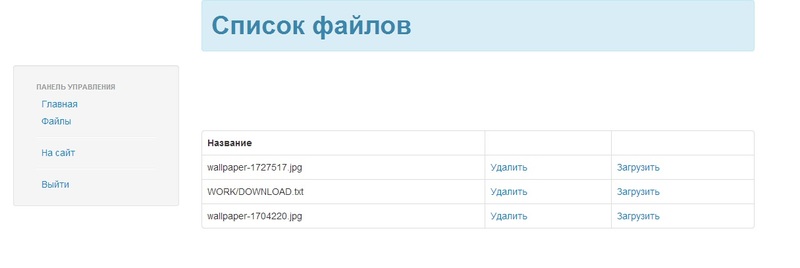 Список файлов
ПАНЕЛЬ УПРАВЛЕНИЯ
Главная
Файлы
На сайт
Выйти
Название
wallpaper-1727517.jpg Удалить Загрузить
WORK/DOWNLOAD.txt Удалить Загрузить
wallpaper-1704220.jpg Удалить Загрузить